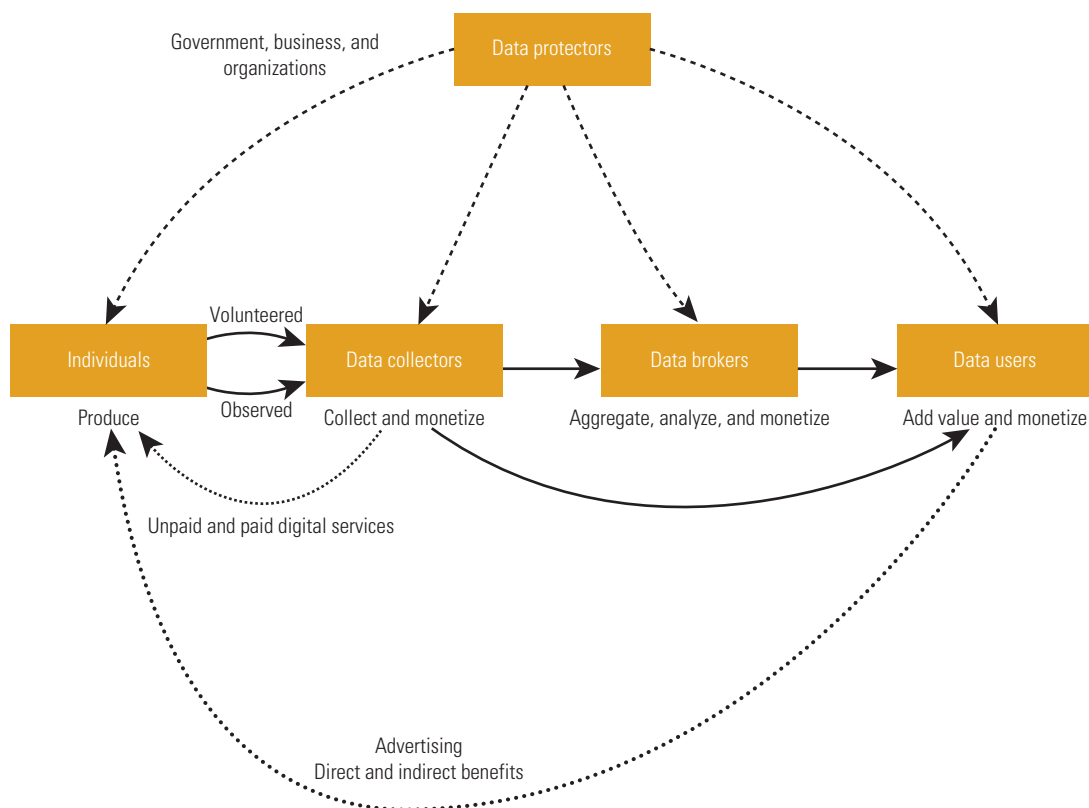 Government, business, and
organizations
Data protectors
Volunteered
Individuals
Data collectors
Data brokers
Data users
Observed
Produce
Collect and monetize
Aggregate, analyze, and monetize
Add value and monetize
Unpaid and paid digital services
Advertising
Direct and indirect benefits